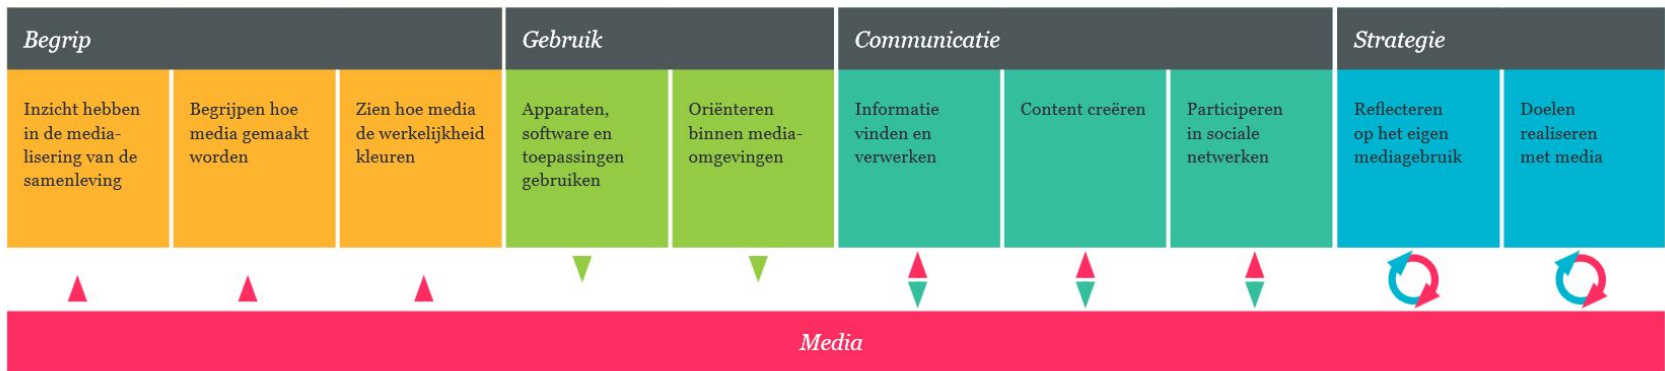 Begrip
Inzicht hebben
in de media-
lisering van de
samenleving
Begrijpen hoe
media gemaakt
worden
Zien hoe media
de werkelijkheid
kleuren
Gebruik
Apparaten,
software en
toepassingen
gebruiken
Oriënteren
binnen media-
omgevingen
Communicatie
Informatie
vinden en
verwerken
Content creëren
Participeren
in sociale
netwerken
Strategie
Reflecteren
op het eigen
mediagebruik
Doelen
realiseren
met media
Media